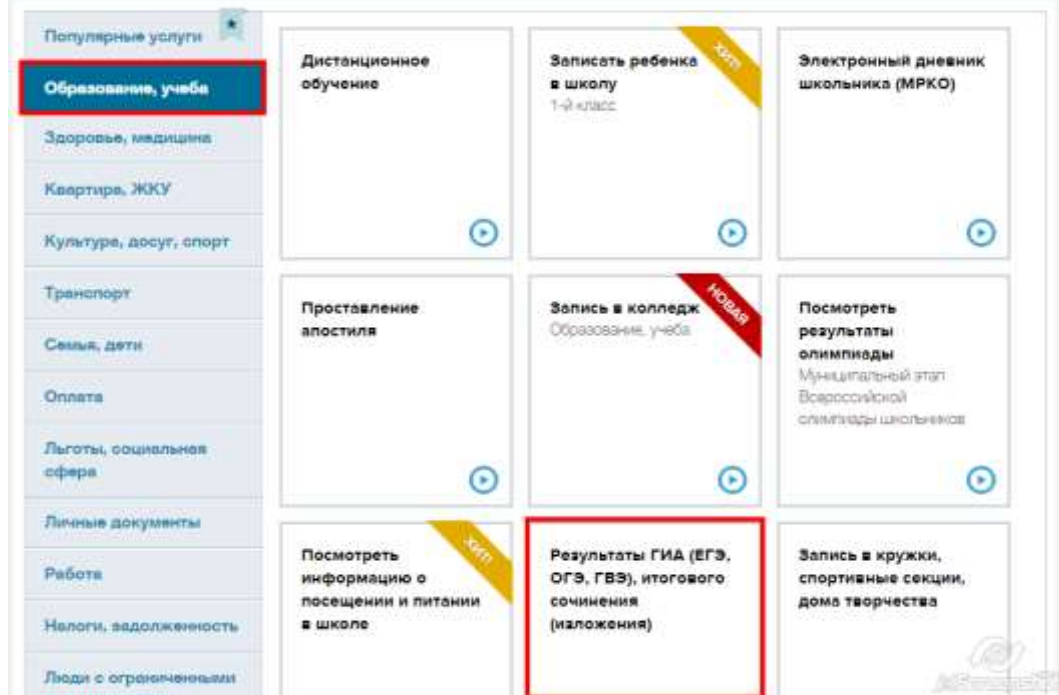 Популярные услуги
Образование, учеба
Здоровье, медицина
Квартира, ЖКУ
Культура, досуг, спорт
Транспорт
Семья, дети
Оплата
Льготы, социальная
сфера
Личные документы
Работа
Налоги, задолженность
Люди с ограниченными
Дистанционное
обучение
ХИТ!
Записать ребенка
в школу
1-й класс
Электронный дневник
школьника (МРКО)
Проставление
апостиля
НОВАЯ
Запись в колледж
Образование, учеба
Посмотреть
результаты
олимпиады
Муниципальный этап
Всероссийской
олимпиады школьников
ХИТ!
Посмотреть
информацию о
посещении и питании
в школе
Результаты ГИА (ЕГЭ,
ОГЭ, ГВЭ), итогового
сочинения
(изложения)
Запись в кружки,
спортивные секции,
дома творчества